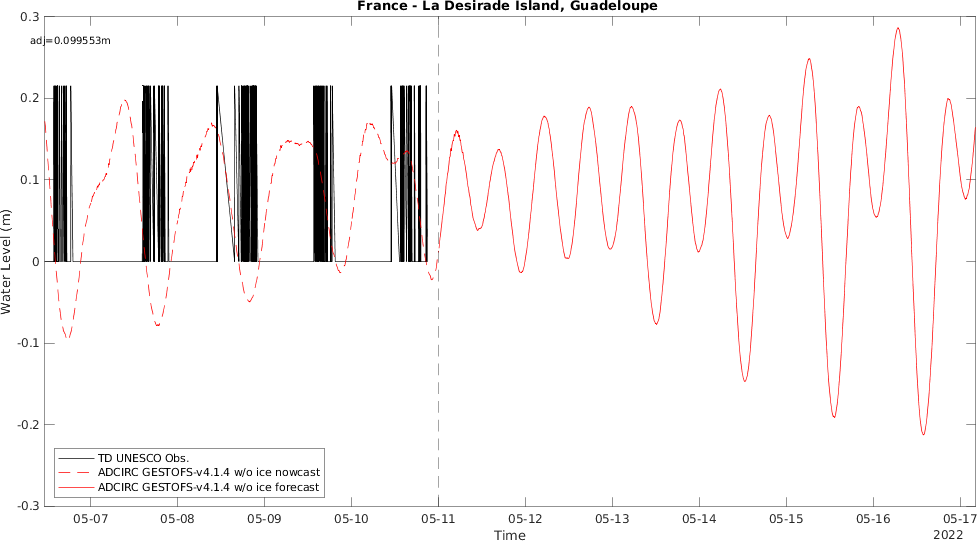 France - La Desirade Island, Guadeloupe
adj=0.099553m
0.3
0.2
0.1
0
-0.1
-0.2
-0.3
Water Level (m)
TD UNESCO Obs.
ADCIRC GESTOFS-v4.1.4 w/o ice nowcast
ADCIRC GESTOFS-v4.1.4 w/o ice forecast
05-07 05-08 05-09 05-10 05-11 05-12 05-13 05-14 05-15 05-16 05-17
Time
2022